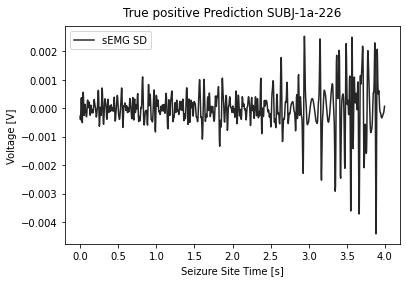 True positive Prediction SUBJ-1a-226
sEMG SD
Voltage [V]
0.002
0.001
0.000
−0.001
−0.002
−0.003
−0.004
0.0 0.5 1.0 1.5 2.0 2.5 3.0 3.5 4.0
Seizure Site Time [s]